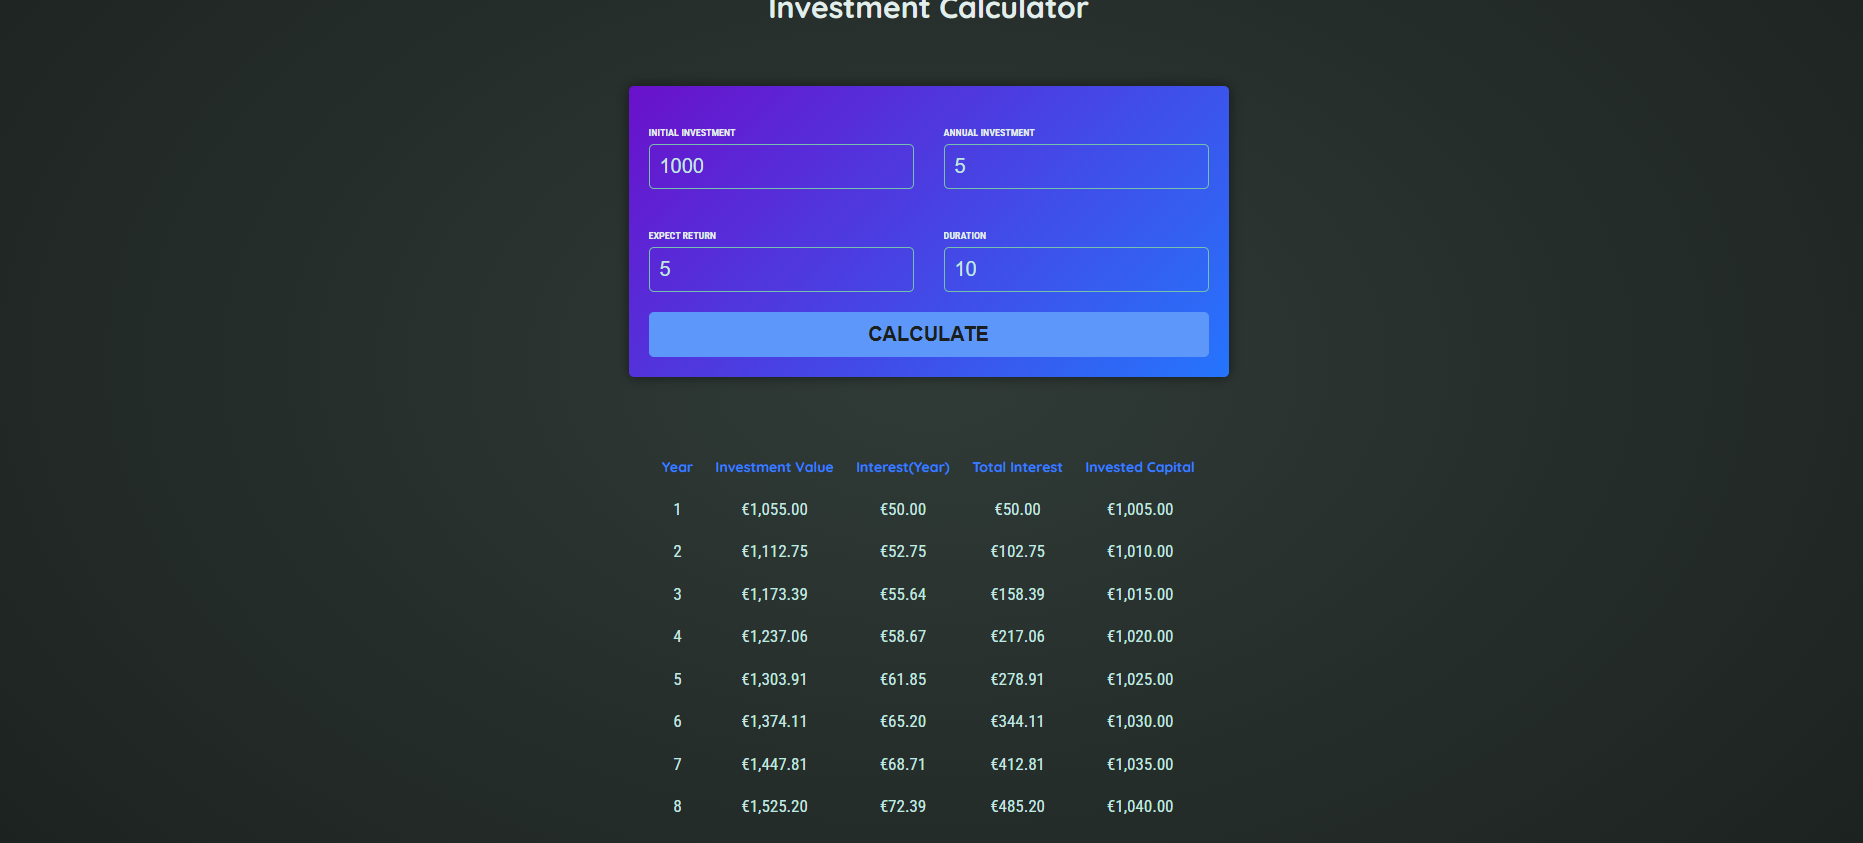 Investment Calculator
INITIAL INVESTMENT ANNUAL INVESTMENT
1000 5
EXPECT RETURN DURATION
5 10
CALCULATE
Year Investment Value Interest(Year) Total Interest Invested Capital
1 €1,055.00 €50.00 €50.00 €1,005.00
2 €1,112.75 €52.75 €102.75 €1,010.00
3 €1,173.39 €55.64 €158.39 €1,015.00
4 €1,237.06 €58.67 €217.06 €1,020.00
5 €1,303.91 €61.85 €278.91 €1,025.00
6 €1,374.11 €65.20 €344.11 €1,030.00
7 €1,447.81 €68.71 €412.81 €1,035.00
8 €1,525.20 €72.39 €485.20 €1,040.00